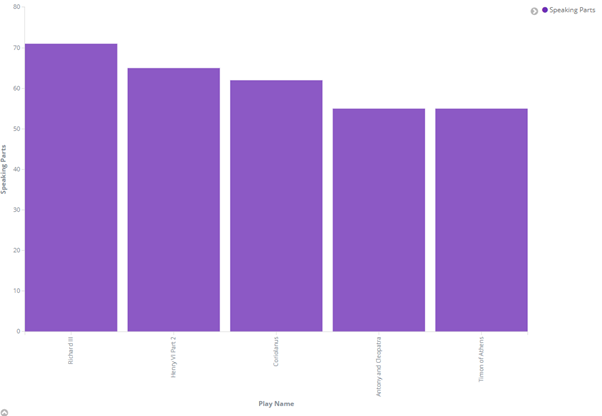 80
70
60
50
40
30
20
10
0
Speaking Parts
Richard III
Henry VI Part 2
Coriolanus
Antony and Cleopatra
Timon of Athens
Play Name
Speaking Parts